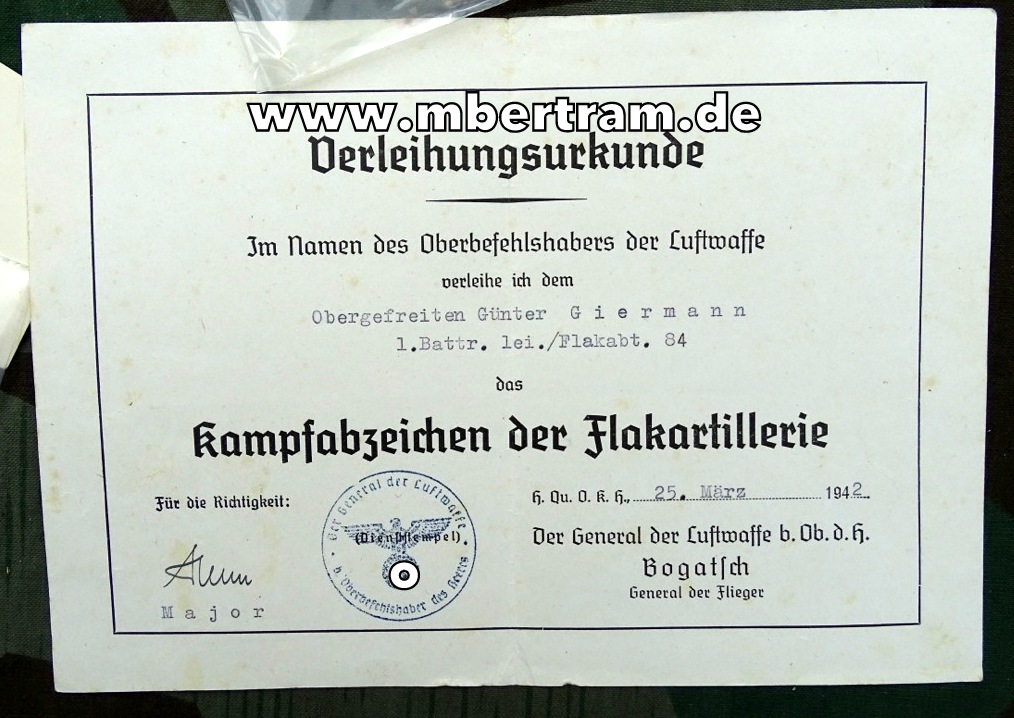 www.mbertram.de
Verleihungsurkunde
Im Namen des Oberbefehlshabers der Luftwaffe
verleihe ich dem
Obergefreiten Günter Giermann
1.Battr. lei./Flakabt. 84
das
Kampfabzeichen der Flakartillerie
Für die Richtigkeit:
Major
Der General der Luftwaffe
(Dienststempel)
b. Oberbefehlshaber des Heeres
H. Qu. O. K. H., 25. März 1942.
Der General der Luftwaffe b. Ob. d. H.
Bogatsch
General der Flieger